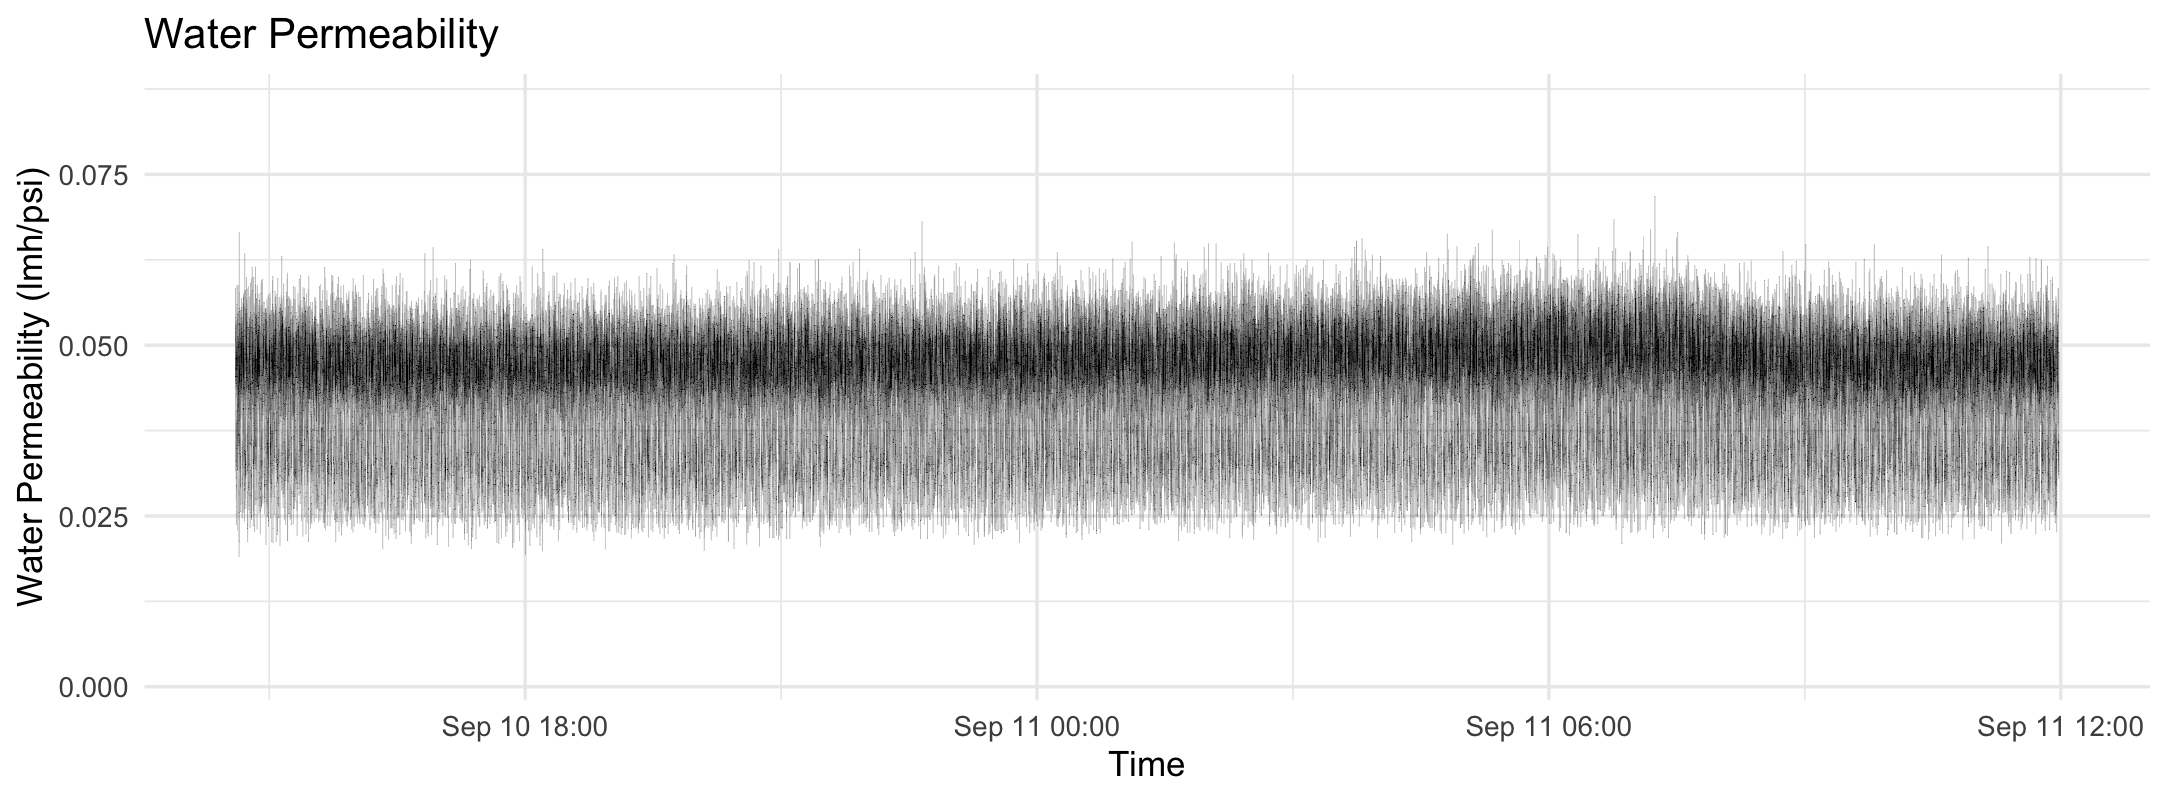 Water Permeability
Water Permeability (lmh/psi)
0.075
0.050
0.025
0.000
Sep 10 18:00
Sep 11 00:00
Sep 11 06:00
Sep 11 12:00
Time